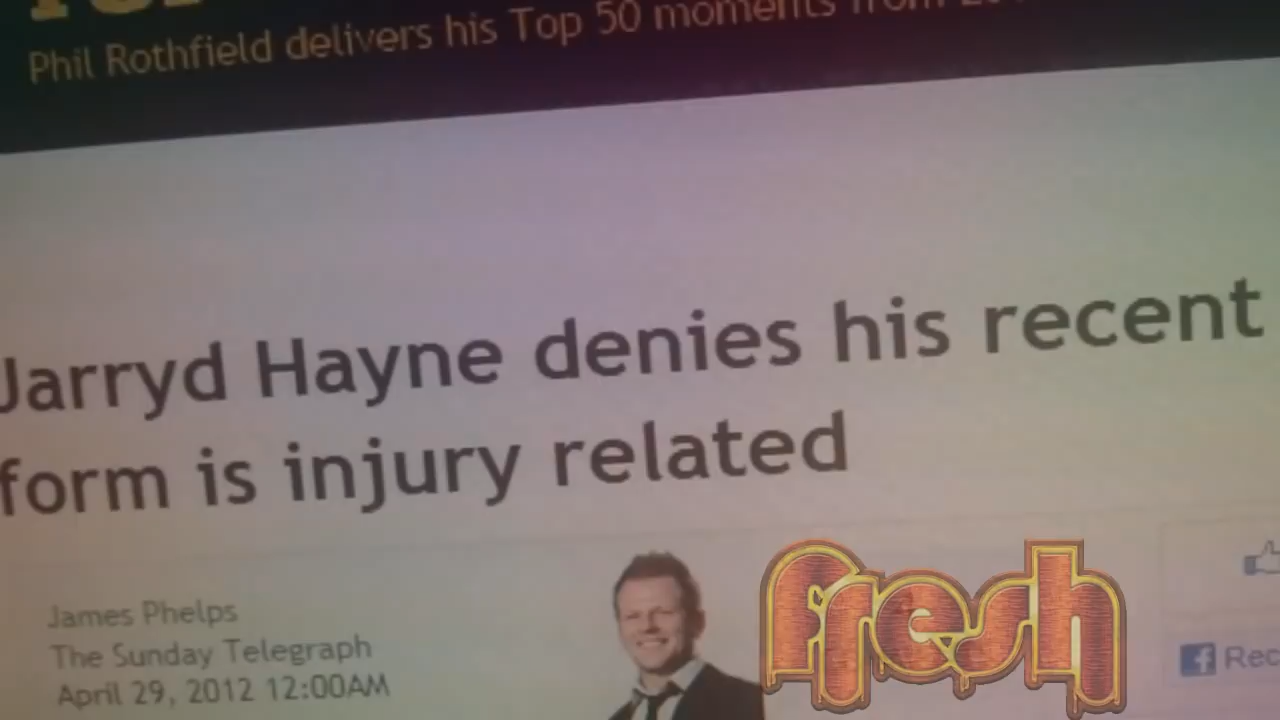 Phil Rothfield delivers his Top 50 moments from
Jarryd Hayne denies his recent
form is injury related
James Phelps
The Sunday Telegraph
April 29, 2012 12:00AM
fresh
Rec